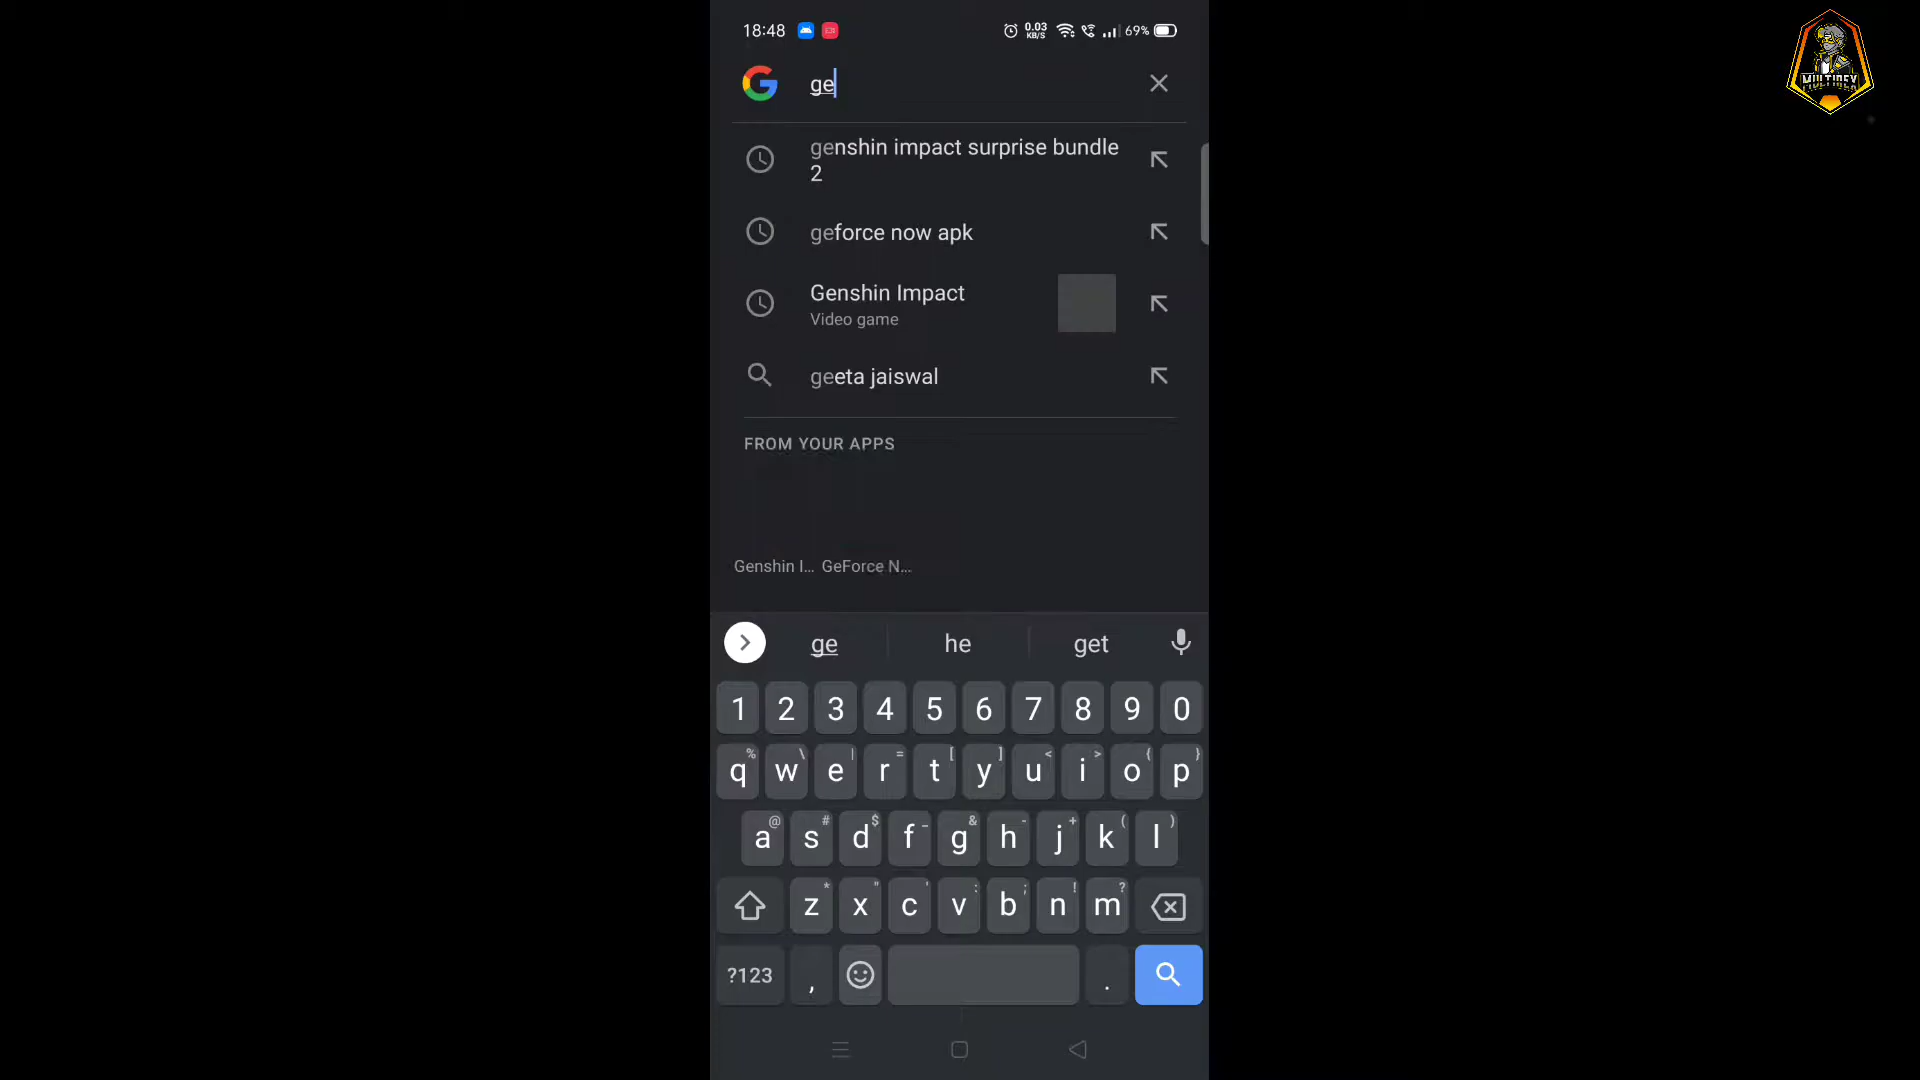 18:48 0.03 KB/S 69%
MULTIDEX
ge
genshin impact surprise bundle
2
geforce now apk
Genshin Impact
Video game
geeta jaiswal
FROM YOUR APPS
Genshin I... GeForce N...
ge he get
1 2 3 4 5 6 7 8 9 0
% \ | = [ ] < > { }
q w e r t y u i o p
@ # $ _ & - + ( )
a s d f g h j k l
* " ' : ; ! ?
z x c v b n m
?123 , .